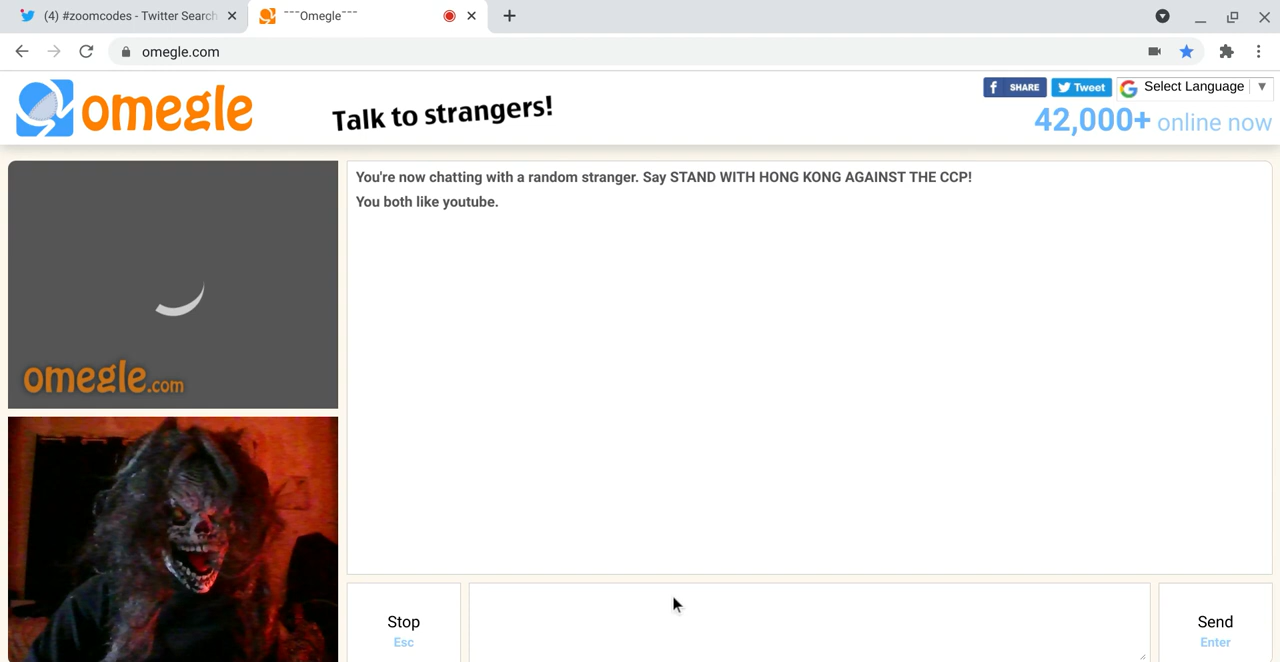 (4) #zoomcodes - Twitter Search
~~~Omegle~~~
omegle.com
omegle
Talk to strangers!
SHARE
Tweet
Select Language
42,000+ online now
omegle.com
You're now chatting with a random stranger. Say STAND WITH HONG KONG AGAINST THE CCP!
You both like youtube.
Stop
Esc
Send
Enter